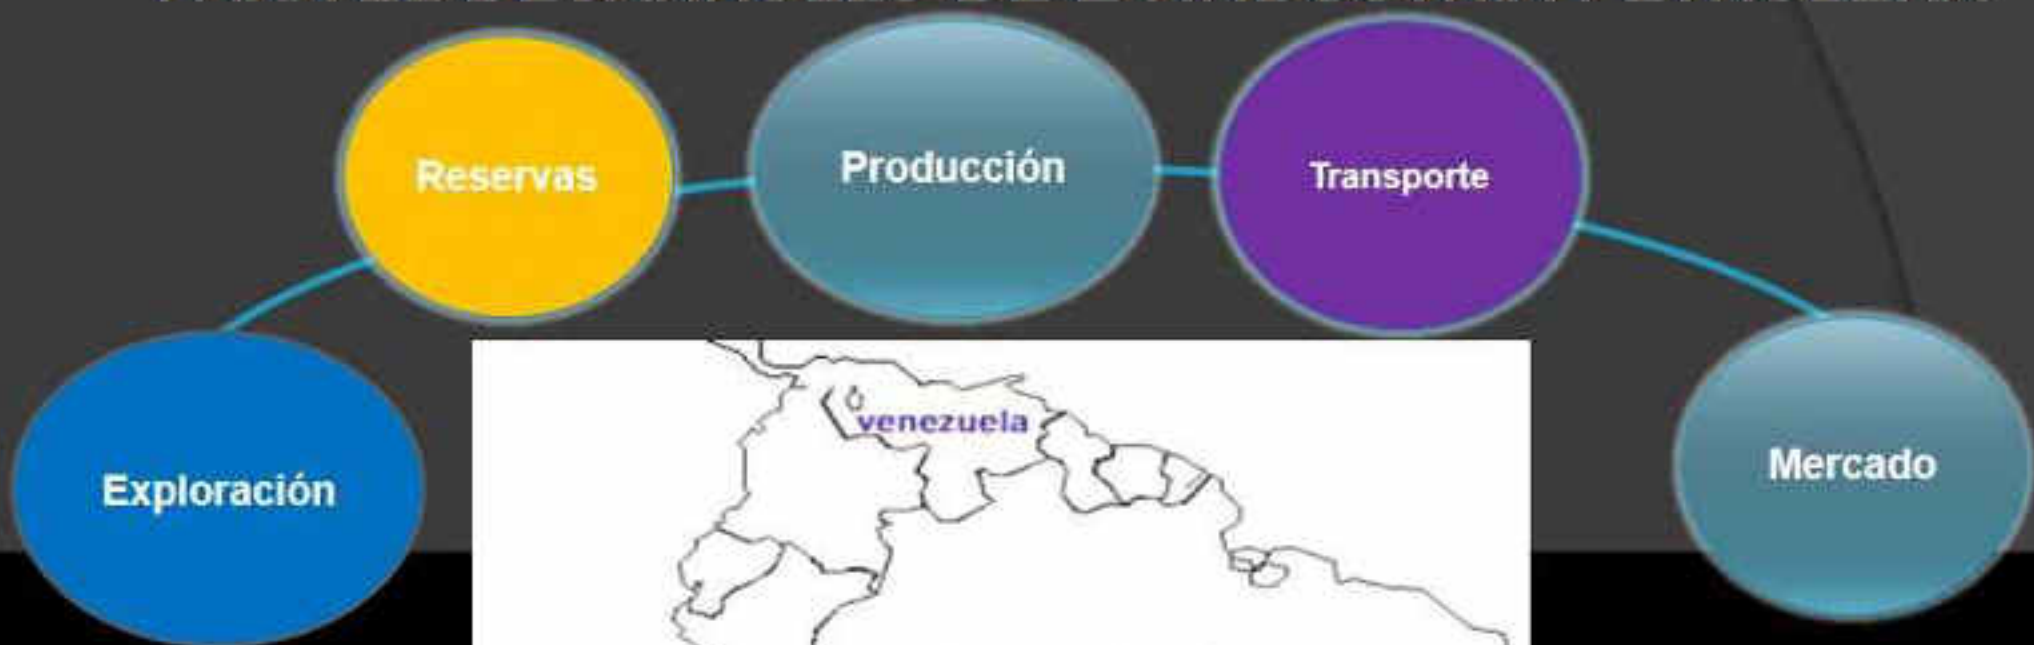 Reservas
Producción
Transporte
Exploración
venezuela
Mercado